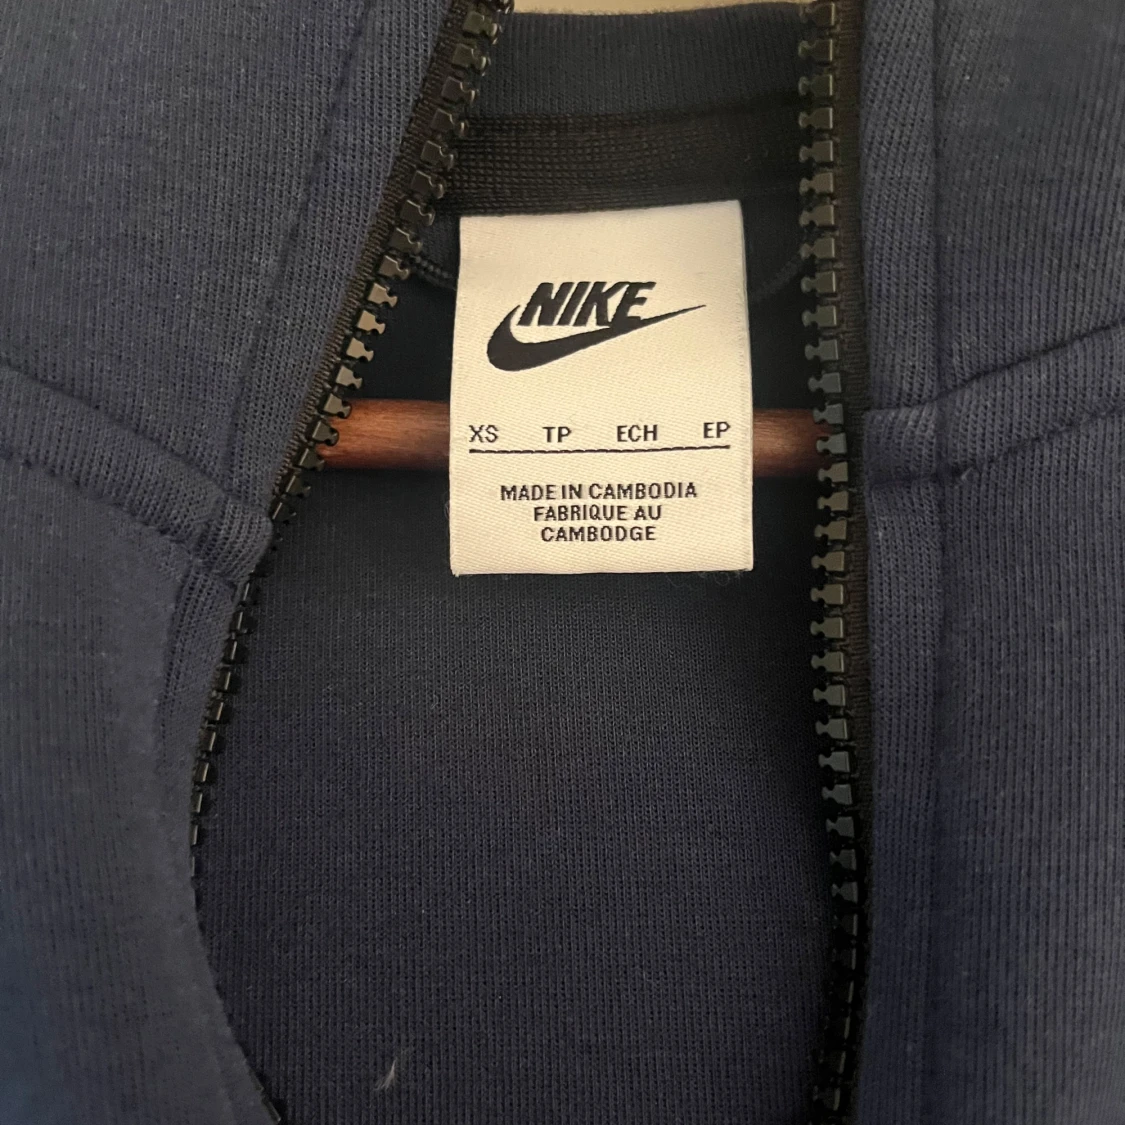 NIKE
XS TP ECH EP
MADE IN CAMBODIA
FABRIQUE AU
CAMBODGE